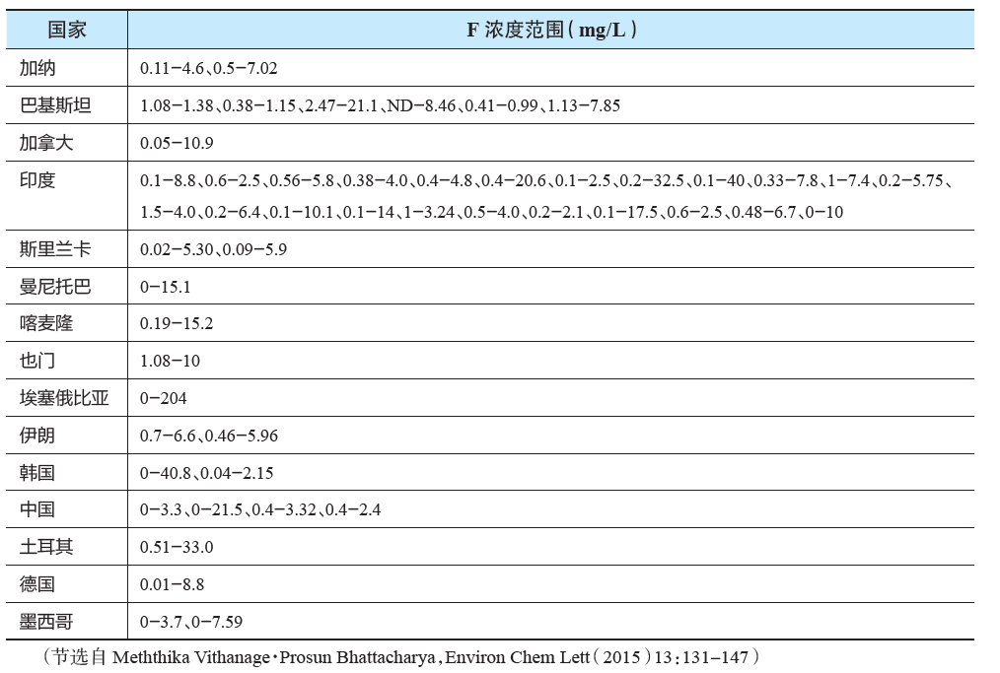 国家 F 浓度范围（mg/L）
加纳 0.11−4.6、0.5−7.02
巴基斯坦 1.08−1.38、0.38−1.15、2.47−21.1、ND−8.46、0.41−0.99、1.13−7.85
加拿大 0.05−10.9
印度 0.1−8.8、0.6−2.5、0.56−5.8、0.38−4.0、0.4−4.8、0.4−20.6、0.1−2.5、0.2−32.5、0.1−40、0.33−7.8、1−7.4、0.2−5.75、
1.5−4.0、0.2−6.4、0.1−10.1、0.1−14、1−3.24、0.5−4.0、0.2−2.1、0.1−17.5、0.6−2.5、0.48−6.7、0−10
斯里兰卡 0.02−5.30、0.09−5.9
曼尼托巴 0−15.1
喀麦隆 0.19−15.2
也门 1.08−10
埃塞俄比亚 0−204
伊朗 0.7−6.6、0.46−5.96
韩国 0−40.8、0.04−2.15
中国 0−3.3、0−21.5、0.4−3.32、0.4−2.4
土耳其 0.51−33.0
德国 0.01−8.8
墨西哥 0−3.7、0−7.59
（节选自 Meththika Vithanage·Prosun Bhattacharya，Environ Chem Lett（2015）13：131–147）